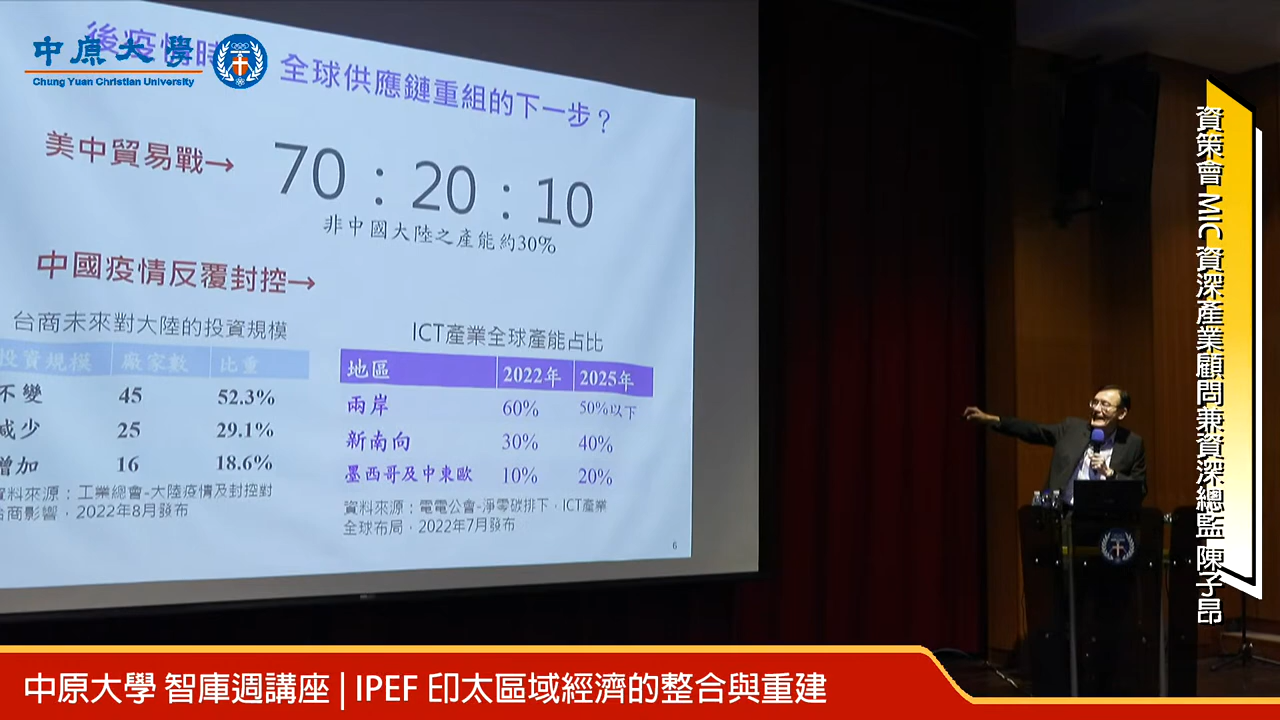 中原大學
Chung Yuan Christian University
後疫情時
全球供應鏈重組的下一步？
美中貿易戰→
70：20：10
非中國大陸之產能約30%
中國疫情反覆封控→
台商未來對大陸的投資規模
投資規模 廠家數 比重
不變 45 52.3%
減少 25 29.1%
增加 16 18.6%
資料來源：工業總會-大陸疫情及封控對
台商影響，2022年8月發布
ICT產業全球產能占比
地區 2022年 2025年
兩岸 60% 50%以下
新南向 30% 40%
墨西哥及中東歐 10% 20%
資料來源：電電公會-淨零碳排下，ICT產業
全球布局，2022年7月發布
6
資策會 MIC 資深產業顧問兼資深總監 陳子昂
中原大學 智庫週講座 | IPEF 印太區域經濟的整合與重建